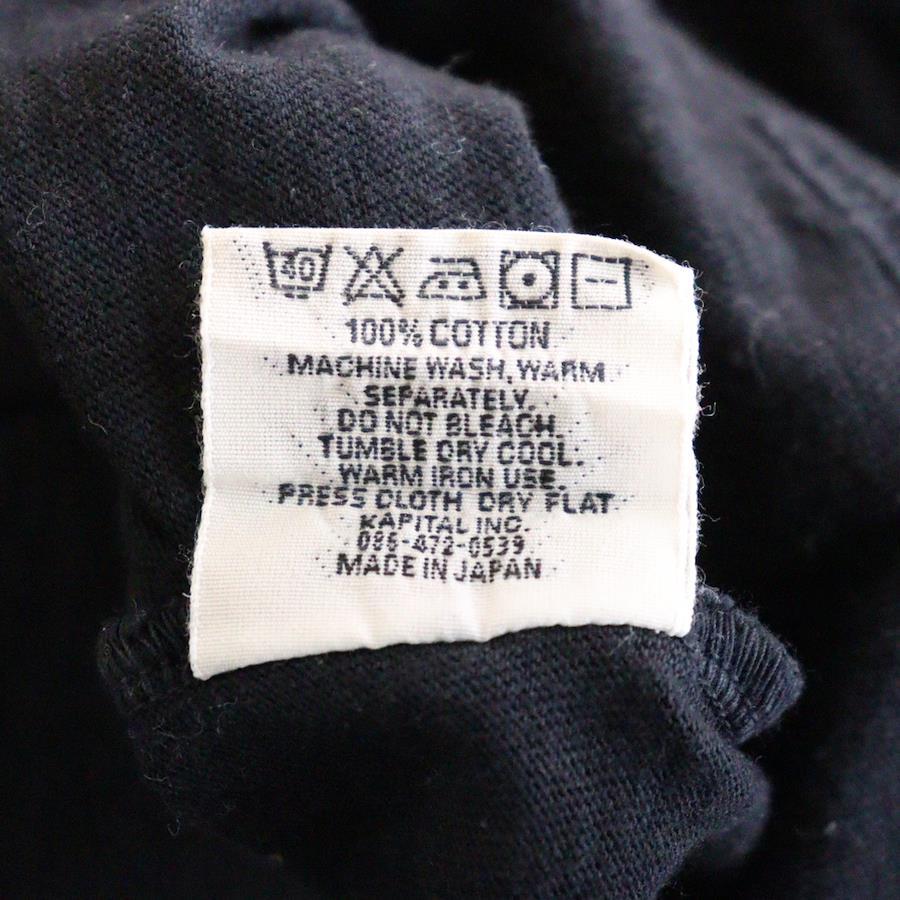 40
100% COTTON
MACHINE WASH, WARM
SEPARATELY.
DO NOT BLEACH.
TUMBLE DRY COOL.
WARM IRON USE.
PRESS CLOTH DRY FLAT
KAPITAL INC.
086-472-0539
MADE IN JAPAN